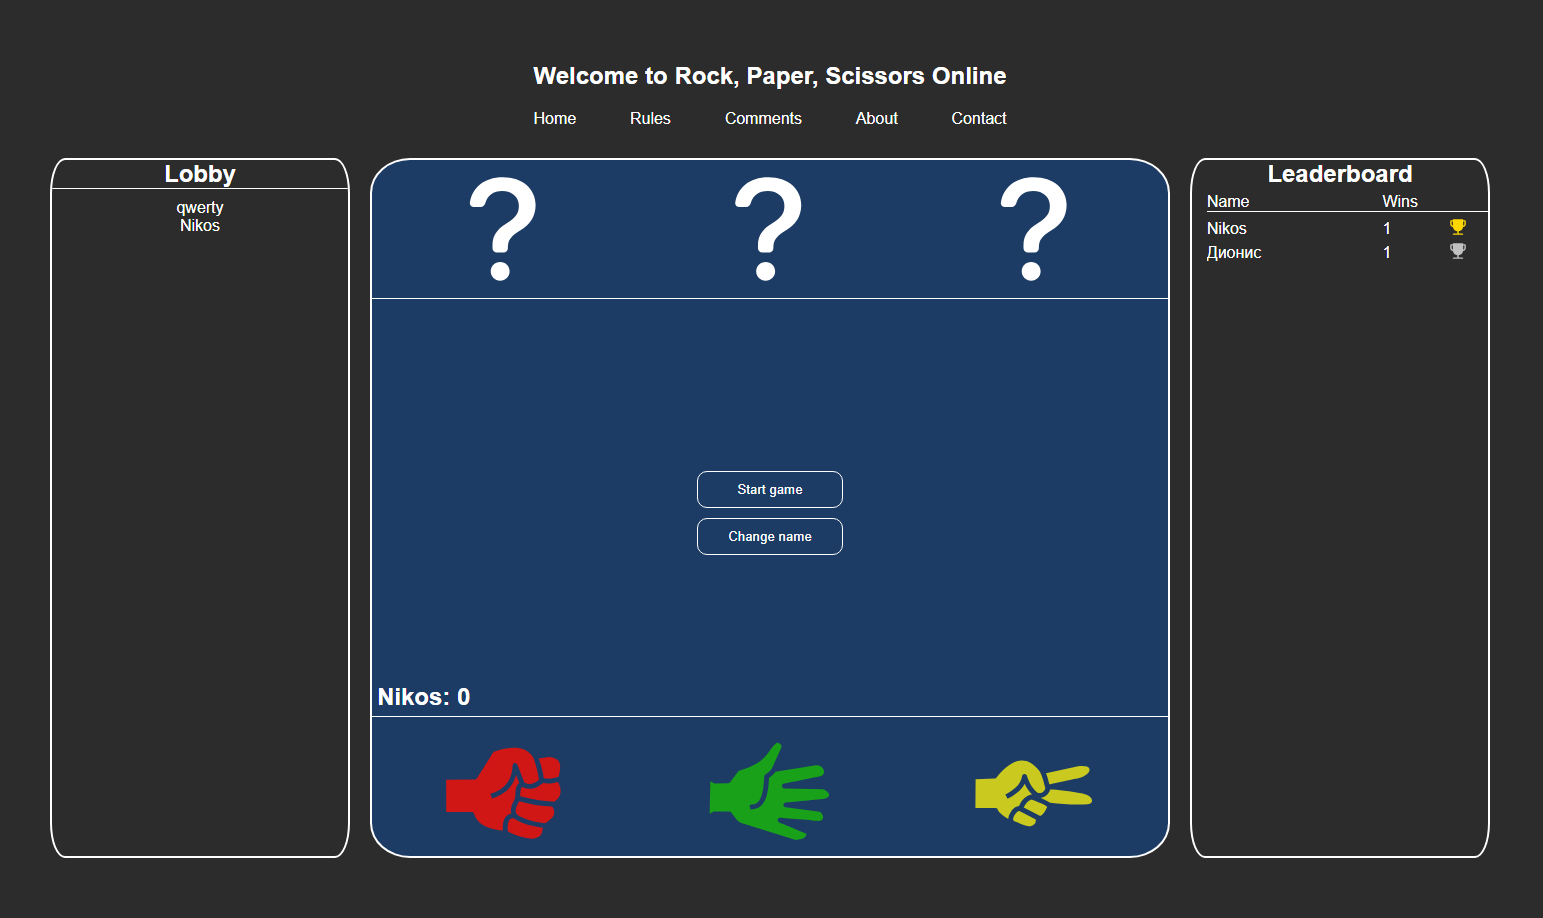 Welcome to Rock, Paper, Scissors Online
Home Rules Comments About Contact
Lobby
qwerty
Nikos
? ? ?
Start game
Change name
Nikos: 0
Leaderboard
Name Wins
Nikos 1
Дионис 1